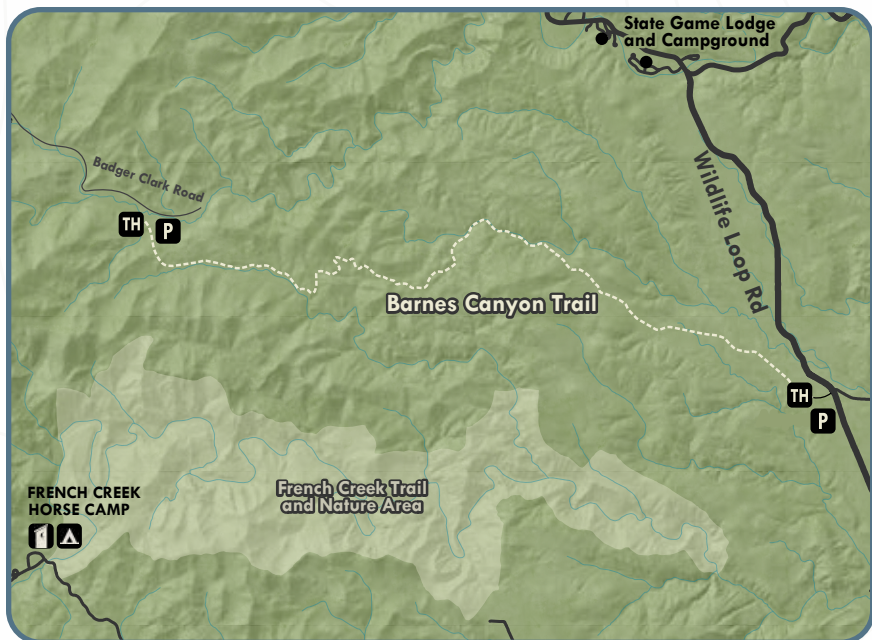 State Game Lodge
and Campground
Badger Clark Road
Wildlife Loop Rd
TH
P
Barnes Canyon Trail
TH
P
French Creek Trail
and Nature Area
FRENCH CREEK
HORSE CAMP